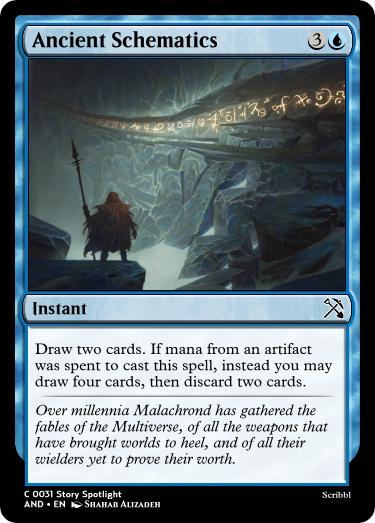 Ancient Schematics 3
Instant
Draw two cards. If mana from an artifact
was spent to cast this spell, instead you may
draw four cards, then discard two cards.
Over millennia Malachrond has gathered the
fables of the Multiverse, of all the weapons that
have brought worlds to heel, and of all their
wielders yet to prove their worth.
C 0031 Story Spotlight
AND • EN Shahab Alizadeh
Scribbl